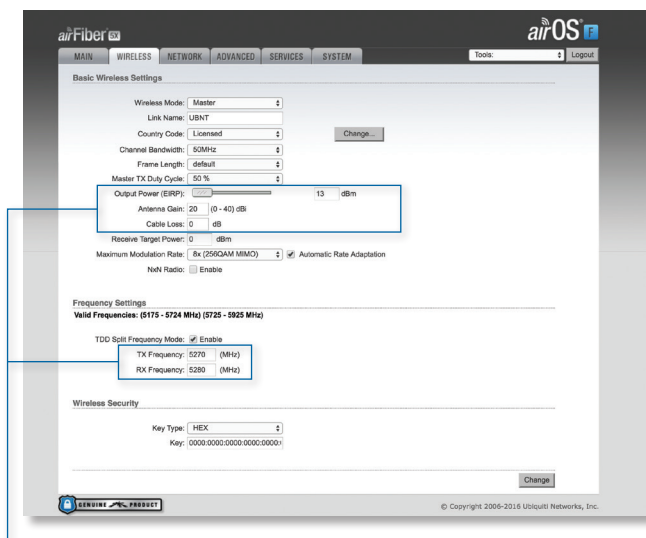 airFiber 5X
airOS F
MAIN WIRELESS NETWORK ADVANCED SERVICES SYSTEM Tools: Logout
Basic Wireless Settings
Wireless Mode: Master
Link Name: UBNT
Country Code: Licensed Change...
Channel Bandwidth: 50MHz
Frame Length: default
Master TX Duty Cycle: 50 %
Output Power (EIRP): 13 dBm
Antenna Gain: 20 (0 - 40) dBi
Cable Loss: 0 dB
Receive Target Power: 0 dBm
Maximum Modulation Rate: 8x (256QAM MIMO) Automatic Rate Adaptation
NxN Radio: Enable
Frequency Settings
Valid Frequencies: (5175 - 5724 MHz) (5725 - 5925 MHz)
TDD Split Frequency Mode: Enable
TX Frequency: 5270 (MHz)
RX Frequency: 5280 (MHz)
Wireless Security
Key Type: HEX
Key: 0000:0000:0000:0000:0000:
Change
GENUINE PRODUCT
© Copyright 2006-2016 Ubiquiti Networks, Inc.